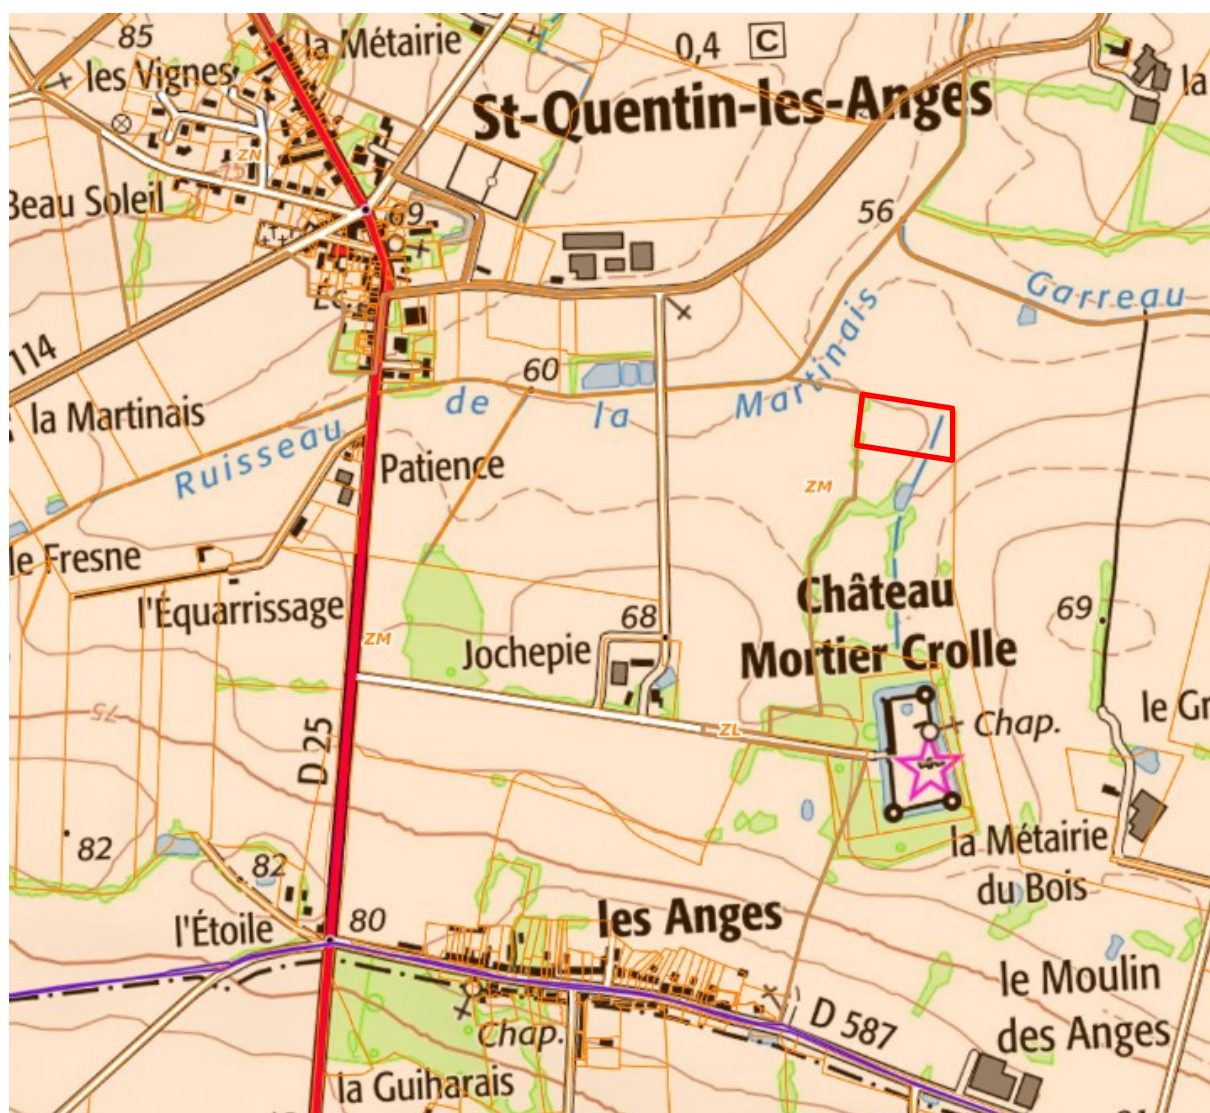 85
la Métairie
0,4 C
les Vignes
la
St-Quentin-les-Anges
ZN
Beau Soleil
69
56
Garreau
114
60
la Martinais
Ruisseau de la Martinais
Patience
ZM
le Fresne
l'Équarrissage
Château
Mortier Crolle
68
69
ZM
Jochepie
75
D 25
ZL
Chap.
le Gr
82
82
la Métairie
du Bois
l'Étoile
80
les Anges
le Moulin
des Anges
D 587
Chap.
la Guiharais